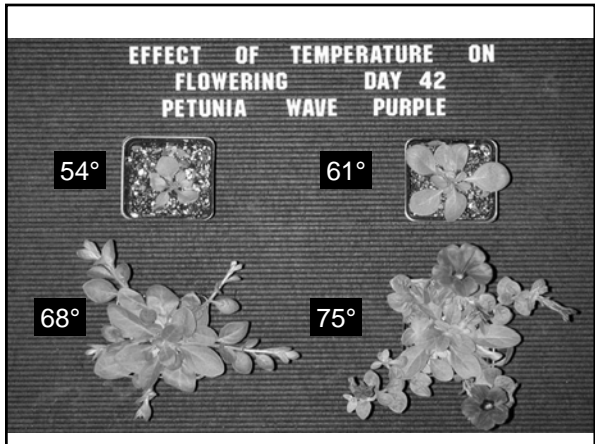 EFFECT OF TEMPERATURE ON
FLOWERING DAY 42
PETUNIA WAVE PURPLE
54° 61°
68° 75°